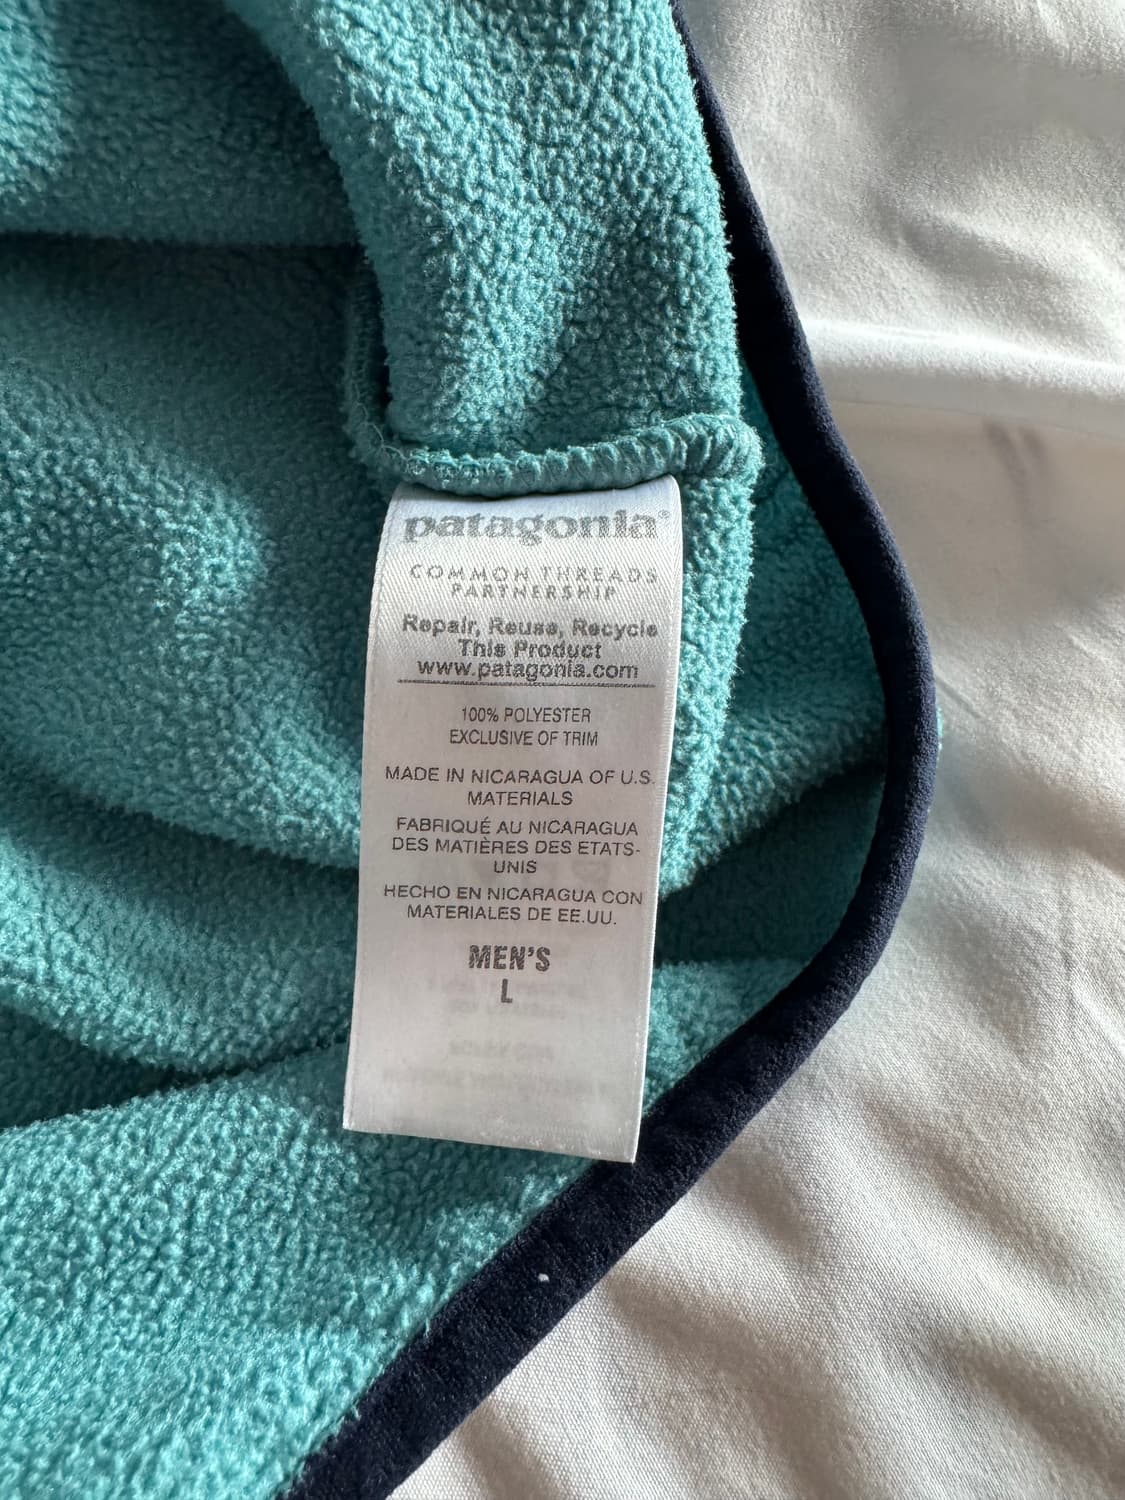 patagonia®
COMMON THREADS
PARTNERSHIP
Repair, Reuse, Recycle
This Product
www.patagonia.com
100% POLYESTER
EXCLUSIVE OF TRIM
MADE IN NICARAGUA OF U.S.
MATERIALS
FABRIQUÉ AU NICARAGUA
DES MATIÈRES DES ETATS-
UNIS
HECHO EN NICARAGUA CON
MATERIALES DE EE.UU.
MEN'S
L